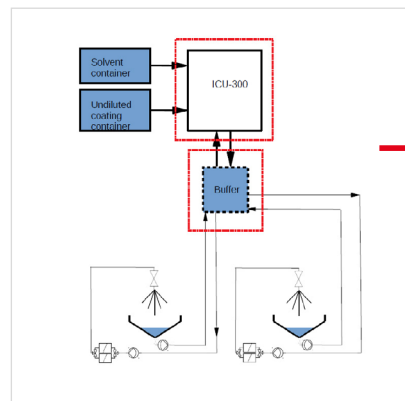 Solvent
container
ICU-300
Undiluted
coating
container
Buffer